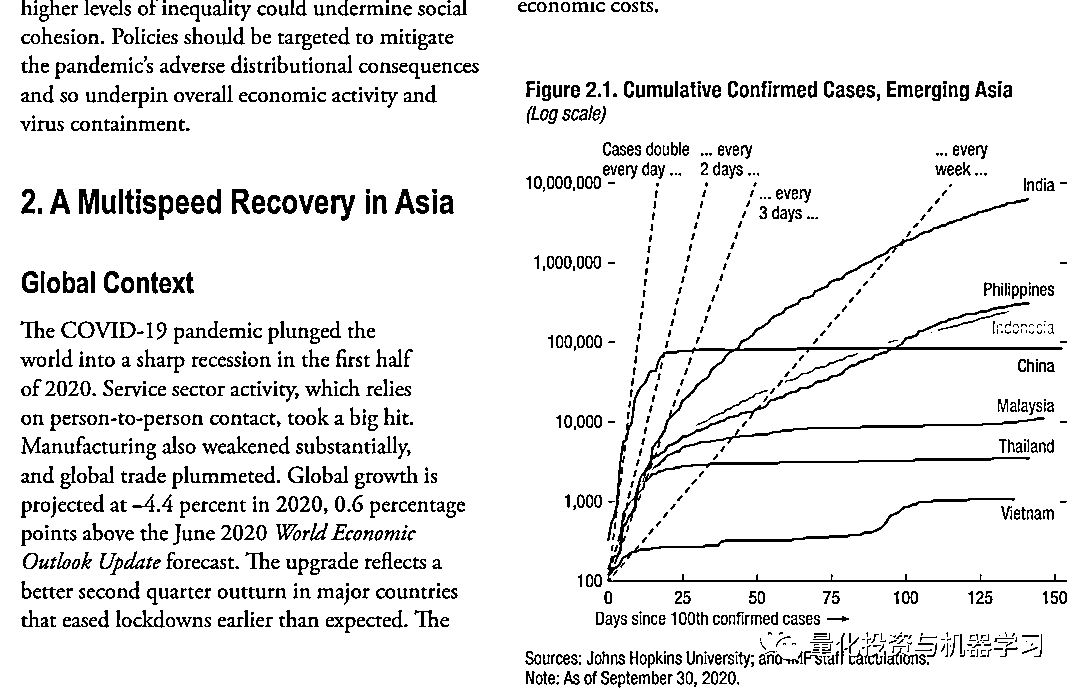 higher levels of inequality could undermine social
cohesion. Policies should be targeted to mitigate
the pandemic's adverse distributional consequences
and so underpin overall economic activity and
virus containment.
2. A Multispeed Recovery in Asia
Global Context
The COVID-19 pandemic plunged the
world into a sharp recession in the first half
of 2020. Service sector activity, which relies
on person-to-person contact, took a big hit.
Manufacturing also weakened substantially,
and global trade plummeted. Global growth is
projected at –4.4 percent in 2020, 0.6 percentage
points above the June 2020 World Economic
Outlook Update forecast. The upgrade reflects a
better second quarter outturn in major countries
that eased lockdowns earlier than expected. The
economic costs.
Figure 2.1. Cumulative Confirmed Cases, Emerging Asia
(Log scale)
Cases double
every day ...
... every
2 days ...
... every
3 days ...
... every
week ...
10,000,000
1,000,000
100,000
10,000
1,000
100
India
Philippines
Indonesia
China
Malaysia
Thailand
Vietnam
0 25 50 75 100 125 150
Days since 100th confirmed cases
量化投资与机器学习
Sources: Johns Hopkins University; and IMF staff calculations.
Note: As of September 30, 2020.